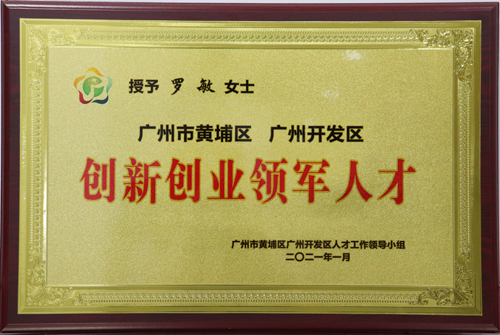 授予 罗敏 女士
广州市黄埔区 广州开发区
创新创业领军人才
广州市黄埔区广州开发区人才工作领导小组
二〇二一年一月